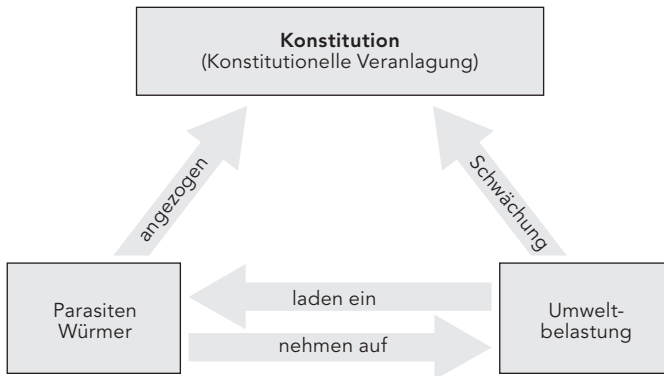 Konstitution
(Konstitutionelle Veranlagung)
angezogen
Schwächung
Parasiten
Würmer
laden ein
nehmen auf
Umwelt-
belastung